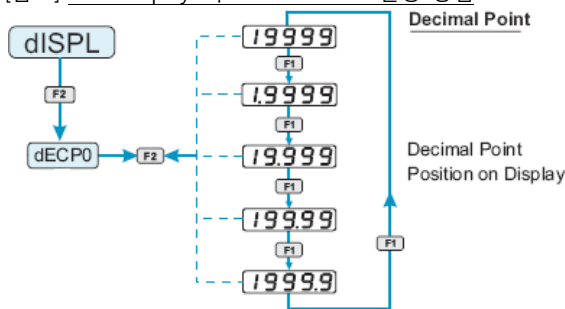 Decimal Point
dISPL
19999
F1
F2
1.9999
F1
dECP0
F2
19.999
Decimal Point
Position on Display
F1
199.99
F1
F1
1999.9